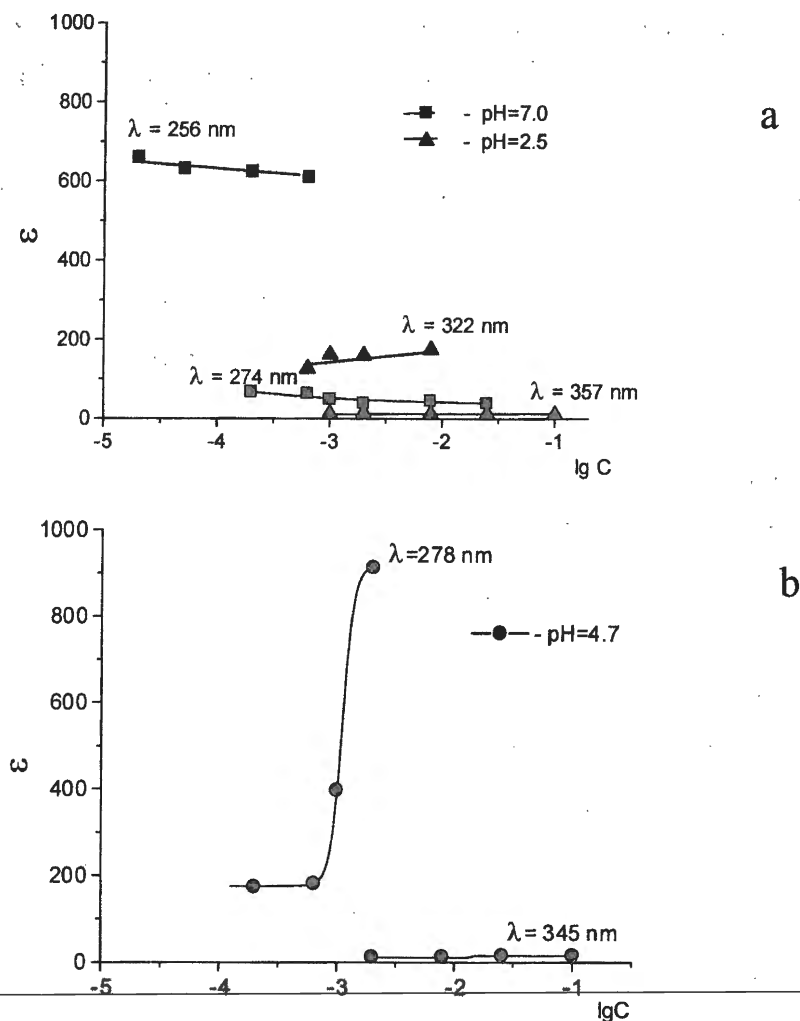 1000
a
- pH=7.0
- pH=2.5
800
λ = 256 nm
600
ε
400
λ = 322 nm
200
λ = 274 nm
λ = 357 nm
0
-5 -4 -3 -2 -1
lg C
1000
λ=278 nm
b
800
- pH=4.7
600
ε
400
200
λ = 345 nm
0
-5 -4 -3 -2 -1
lgC